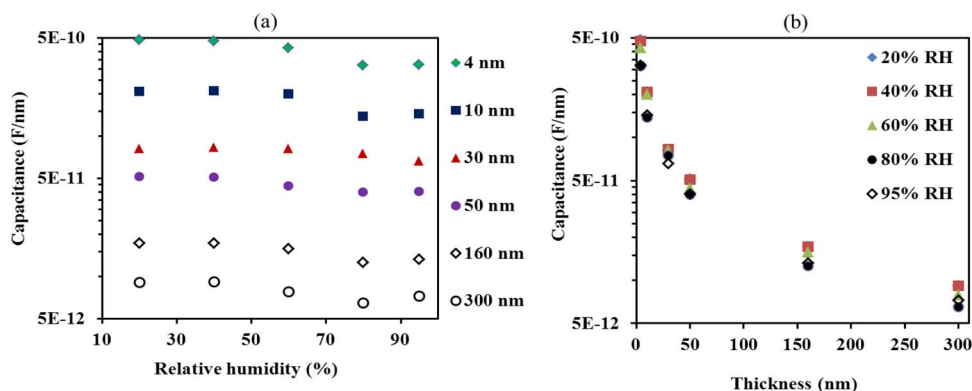 (a)
Capacitance (F/nm)
5E-10
5E-11
5E-12
10 30 50 70 90
Relative humidity (%)
4 nm
10 nm
30 nm
50 nm
160 nm
300 nm
(b)
Capacitance (F/nm)
5E-10
5E-11
5E-12
0 50 100 150 200 250 300
Thickness (nm)
20% RH
40% RH
60% RH
80% RH
95% RH